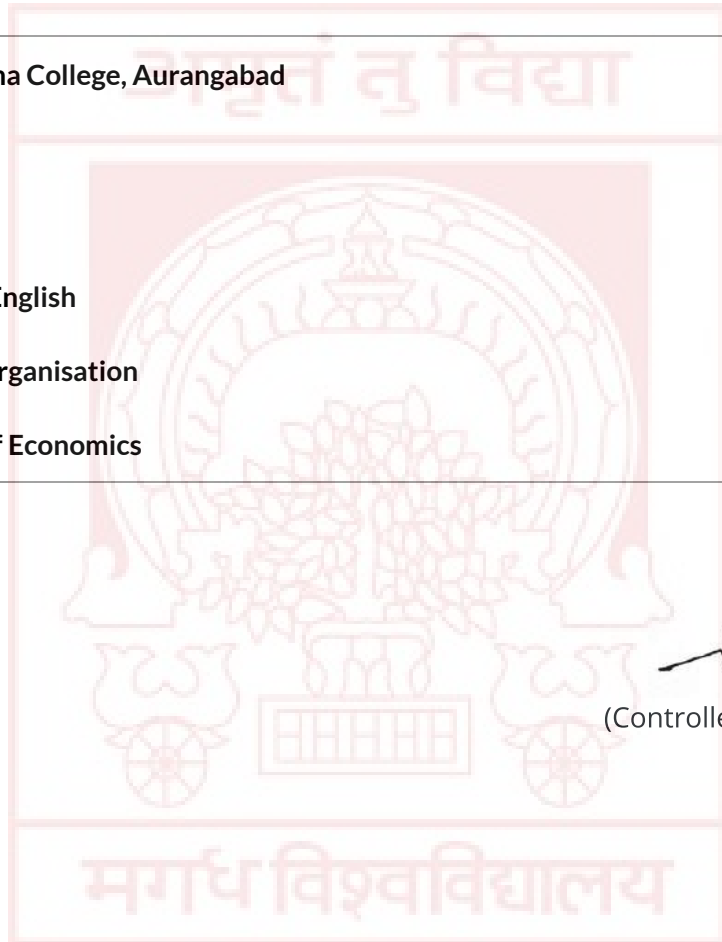 अमृतं तु विद्या
na College, Aurangabad
English
rganisation
f Economics
(Controlle
मगध विश्वविद्यालय